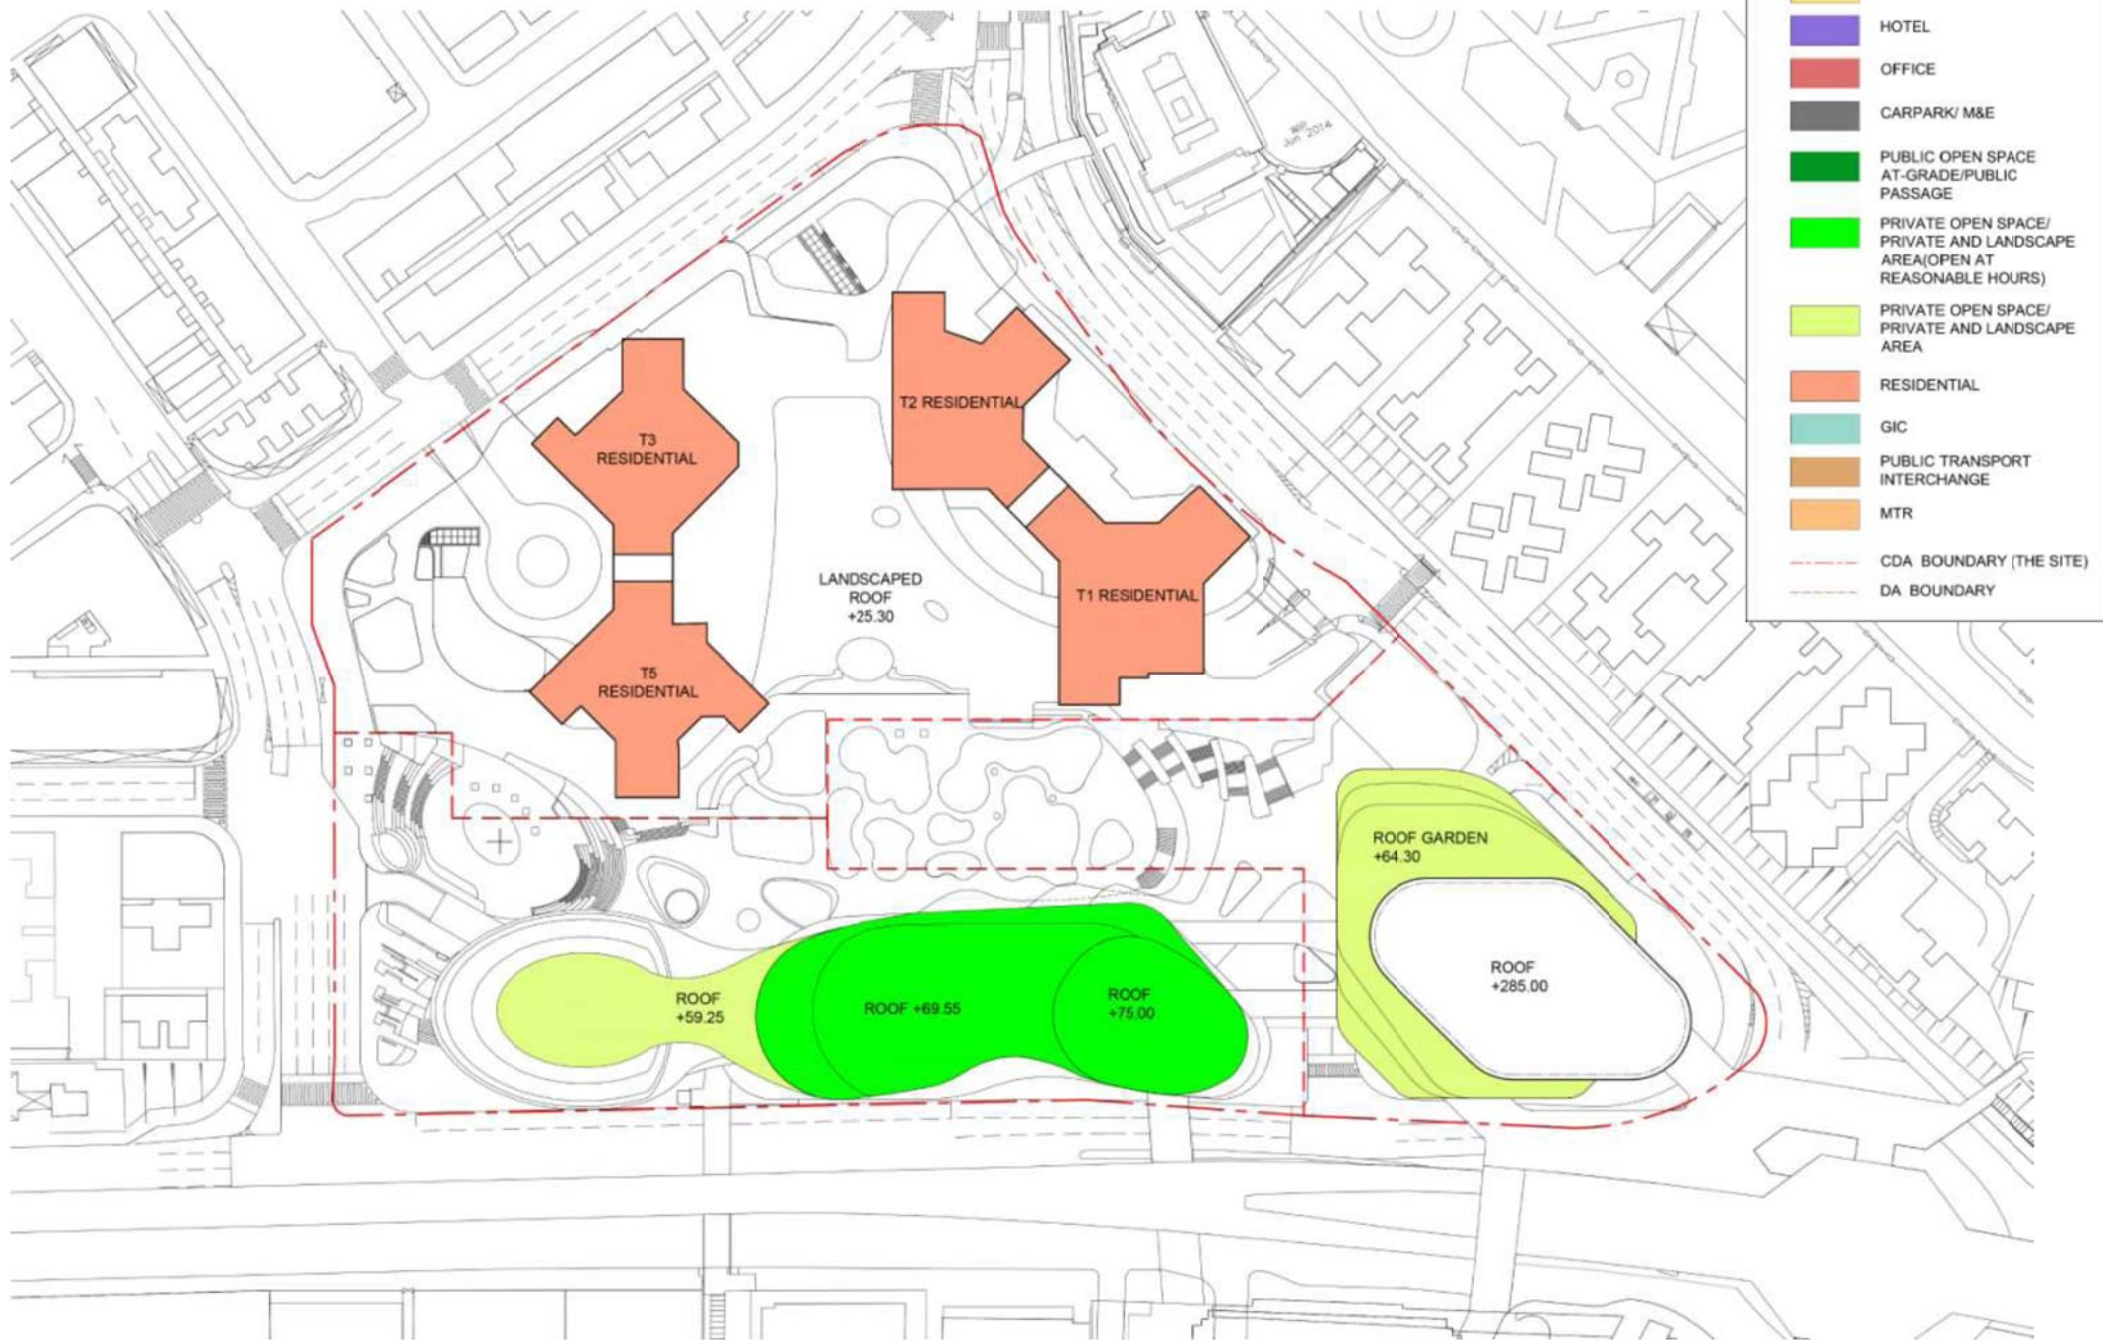 HOTEL
OFFICE
CARPARK/ M&E
PUBLIC OPEN SPACE
AT-GRADE/PUBLIC
PASSAGE
PRIVATE OPEN SPACE/
PRIVATE AND LANDSCAPE
AREA(OPEN AT
REASONABLE HOURS)
PRIVATE OPEN SPACE/
PRIVATE AND LANDSCAPE
AREA
RESIDENTIAL
GIC
PUBLIC TRANSPORT
INTERCHANGE
MTR
CDA BOUNDARY (THE SITE)
DA BOUNDARY
WIP
Jun 2014
T2 RESIDENTIAL
T3
RESIDENTIAL
LANDSCAPED
ROOF
+25.30
T1 RESIDENTIAL
T5
RESIDENTIAL
ROOF GARDEN
+64.30
ROOF
+59.25
ROOF +69.55
ROOF
+75.00
ROOF
+285.00